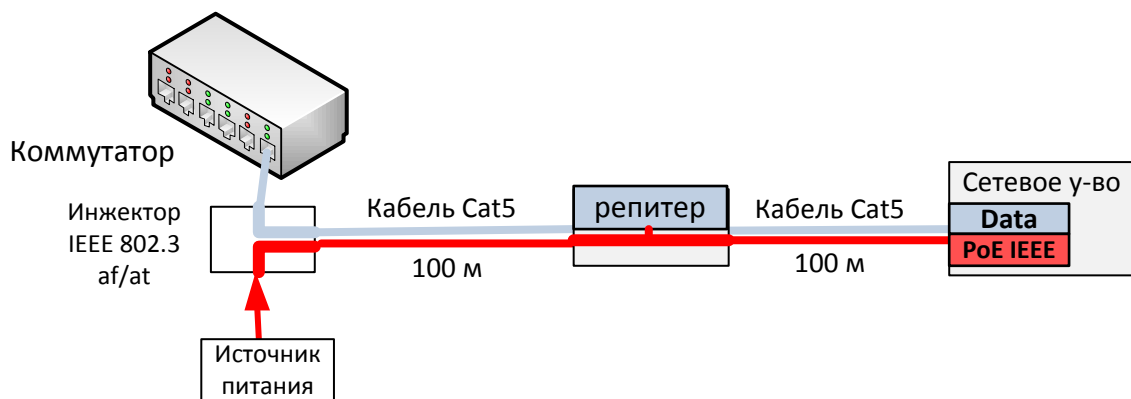 Коммутатор
Инжектор
IEEE 802.3
af/at
Источник
питания
Кабель Cat5
100 м
репитер
Кабель Cat5
100 м
Сетевое у-во
Data
PoE IEEE